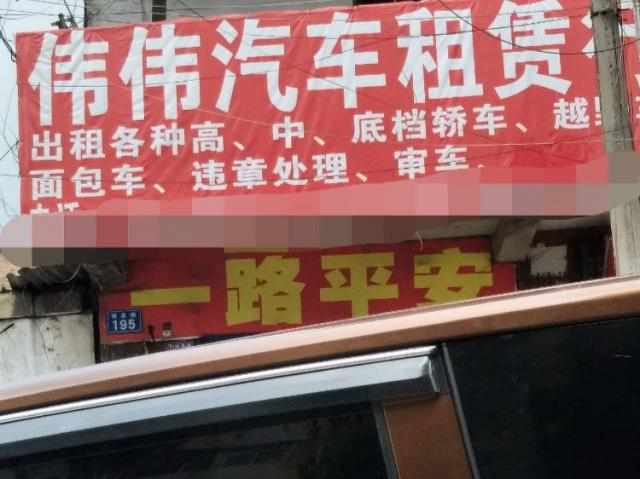 伟伟汽车租赁
出租各种高、中、底档轿车、越野
面包车、违章处理、审车、
一路平安
195